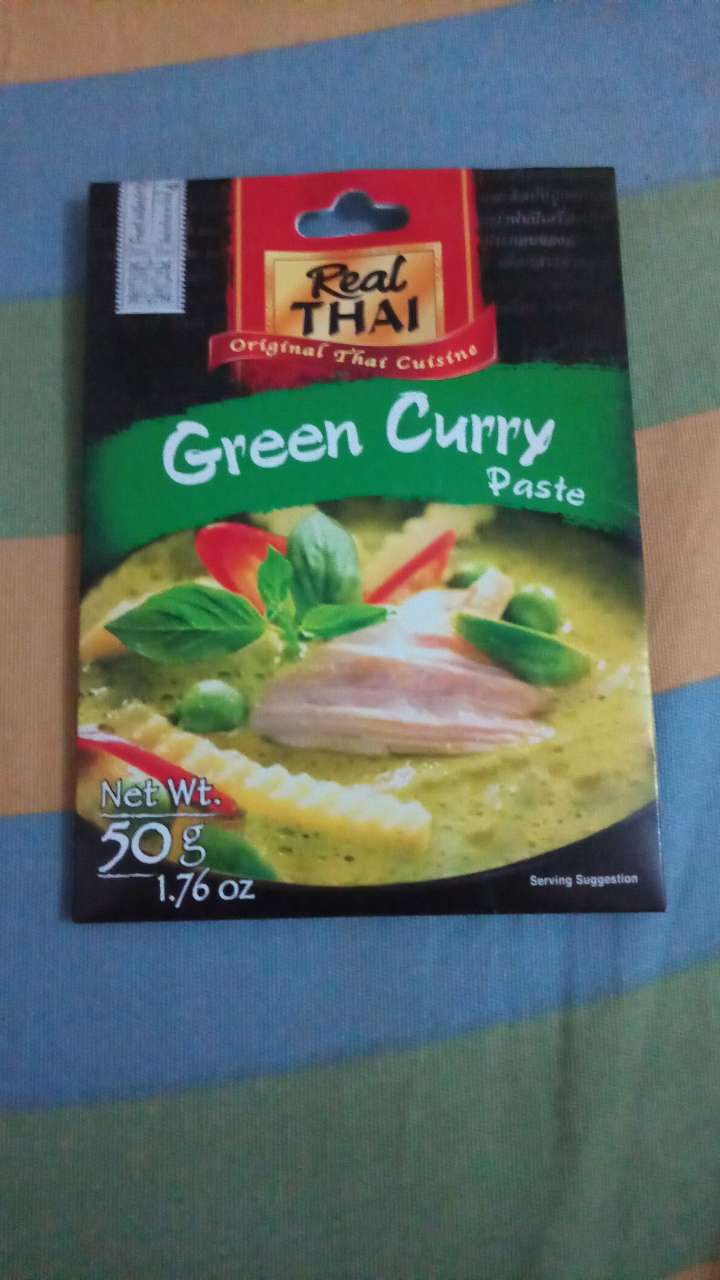 Real
THAI
Original Thai Cuisine
Green Curry
Paste
Net Wt.
50g
1.76 oz
Serving Suggestion